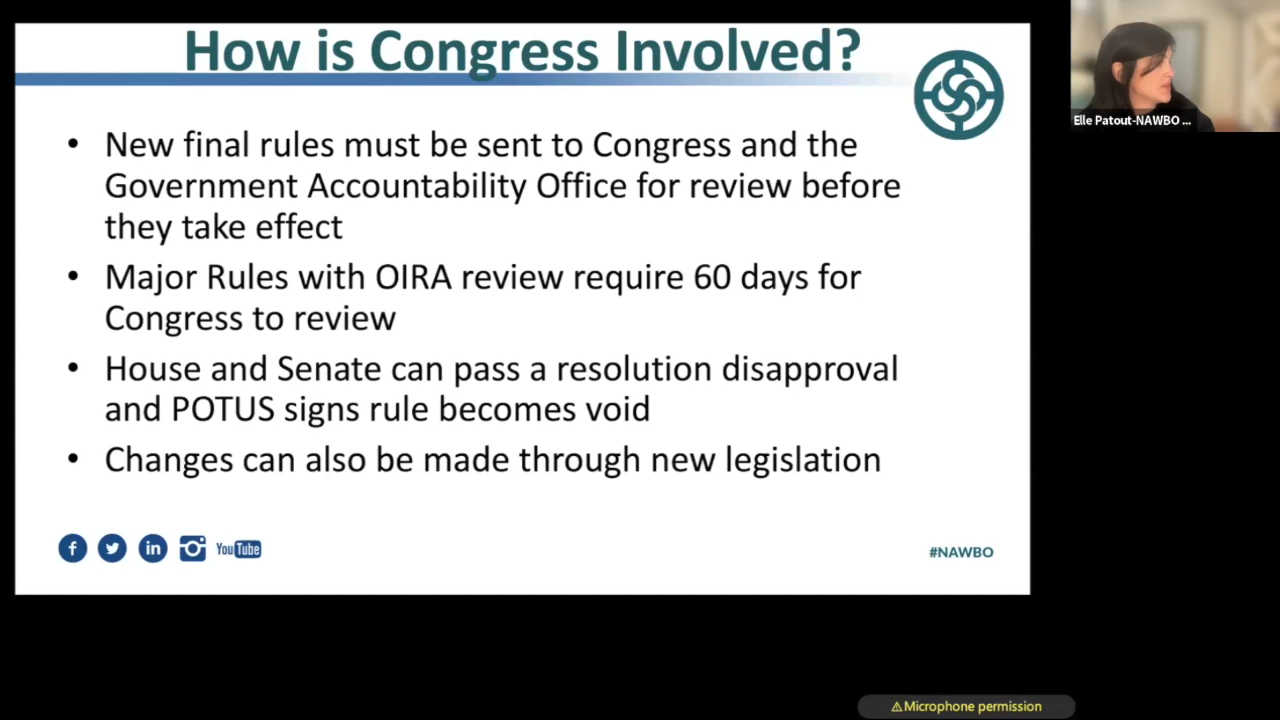 How is Congress Involved?
• New final rules must be sent to Congress and the
Government Accountability Office for review before
they take effect
• Major Rules with OIRA review require 60 days for
Congress to review
• House and Senate can pass a resolution disapproval
and POTUS signs rule becomes void
• Changes can also be made through new legislation
f
in
YouTube
#NAWBO
Elle Patout-NAWBO ...
⚠Microphone permission